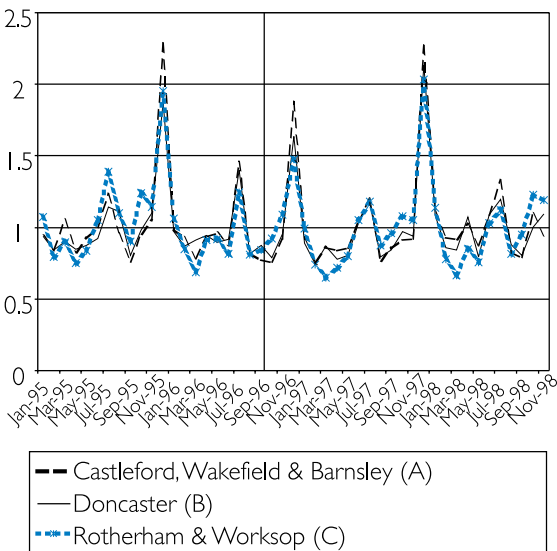 2.5
2
1.5
1
0.5
0
Jan-95
Mar-95
May-95
Jul-95
Sep-95
Nov-95
Jan-96
Mar-96
May-96
Jul-96
Sep-96
Nov-96
Jan-97
Mar-97
May-97
Jul-97
Sep-97
Nov-97
Jan-98
Mar-98
May-98
Jul-98
Sep-98
Nov-98
Castleford, Wakefield & Barnsley (A)
Doncaster (B)
Rotherham & Worksop (C)